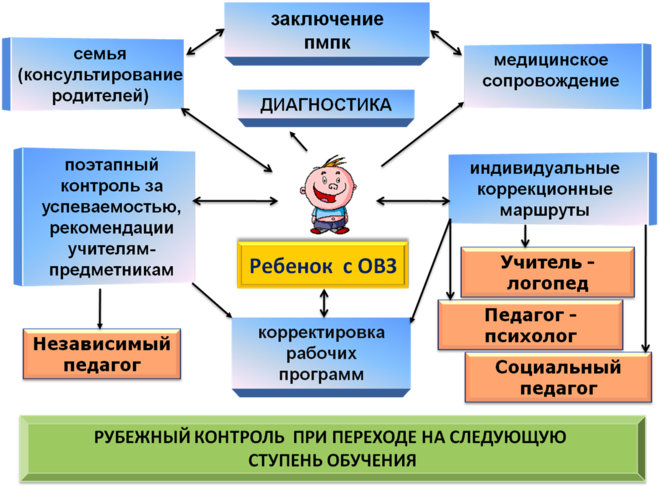 заключение
пмпк
семья
(консультирование
родителей)
медицинское
сопровождение
ДИАГНОСТИКА
поэтапный
контроль за
успеваемостью,
рекомендации
учителям-
предметникам
индивидуальные
коррекционные
маршруты
Ребенок с ОВЗ
Учитель -
логопед
Педагог -
психолог
Социальный
педагог
Независимый
педагог
корректировка
рабочих
программ
РУБЕЖНЫЙ КОНТРОЛЬ ПРИ ПЕРЕХОДЕ НА СЛЕДУЮЩУЮ
СТУПЕНЬ ОБУЧЕНИЯ